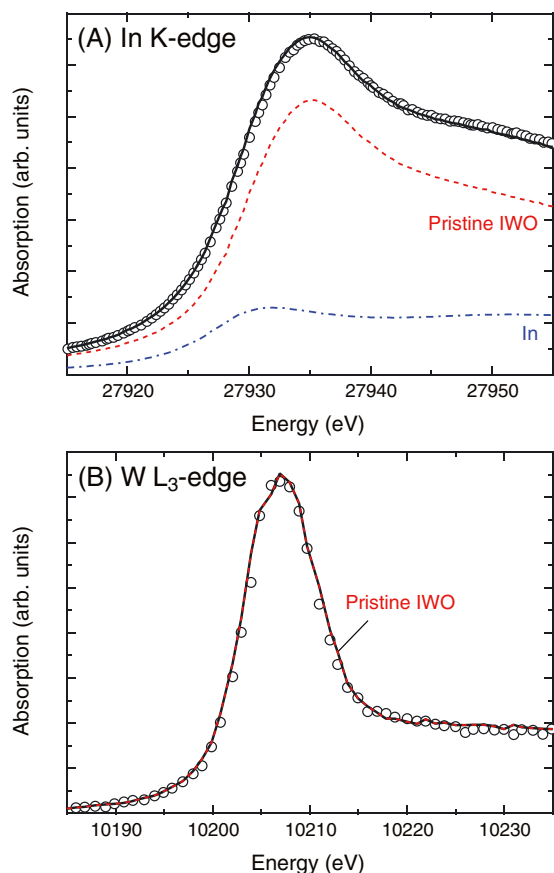 (A) In K-edge
Absorption (arb. units)
Pristine IWO
In
27920 27930 27940 27950
Energy (eV)
(B) W L₃-edge
Absorption (arb. units)
Pristine IWO
10190 10200 10210 10220 10230
Energy (eV)